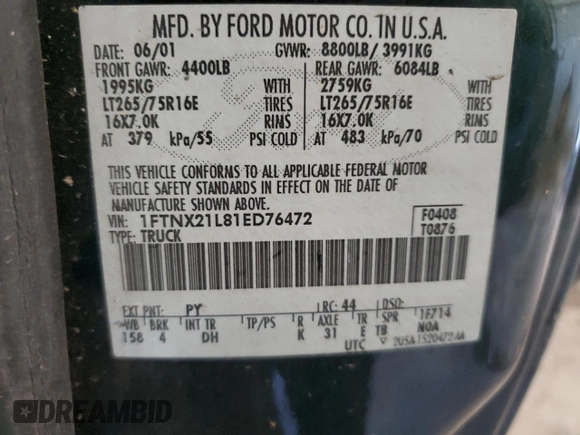 MFD. BY FORD MOTOR CO. IN U.S.A.
DATE: 06/01 GVWR: 8800LB/ 3991KG
FRONT GAWR: 4400LB REAR GAWR: 6084LB
1995KG WITH 2759KG WITH
LT265/75R16E TIRES LT265/75R16E TIRES
16X7.0K RIMS 16X7.0K RIMS
AT 379 kPa/55 PSI COLD AT 483 kPa/70 PSI COLD
THIS VEHICLE CONFORMS TO ALL APPLICABLE FEDERAL MOTOR
VEHICLE SAFETY STANDARDS IN EFFECT ON THE DATE OF
MANUFACTURE SHOWN ABOVE.
VIN: 1FTNX21L81ED76472 F0408
TYPE: TRUCK T0876
EXT PNT: PY RC: 44 DSO:
WB BRK INT TR TP/PS R AXLE TR SPR 1F714
158 4 DH K 31 E TB NOA
UTC
DREAMBID